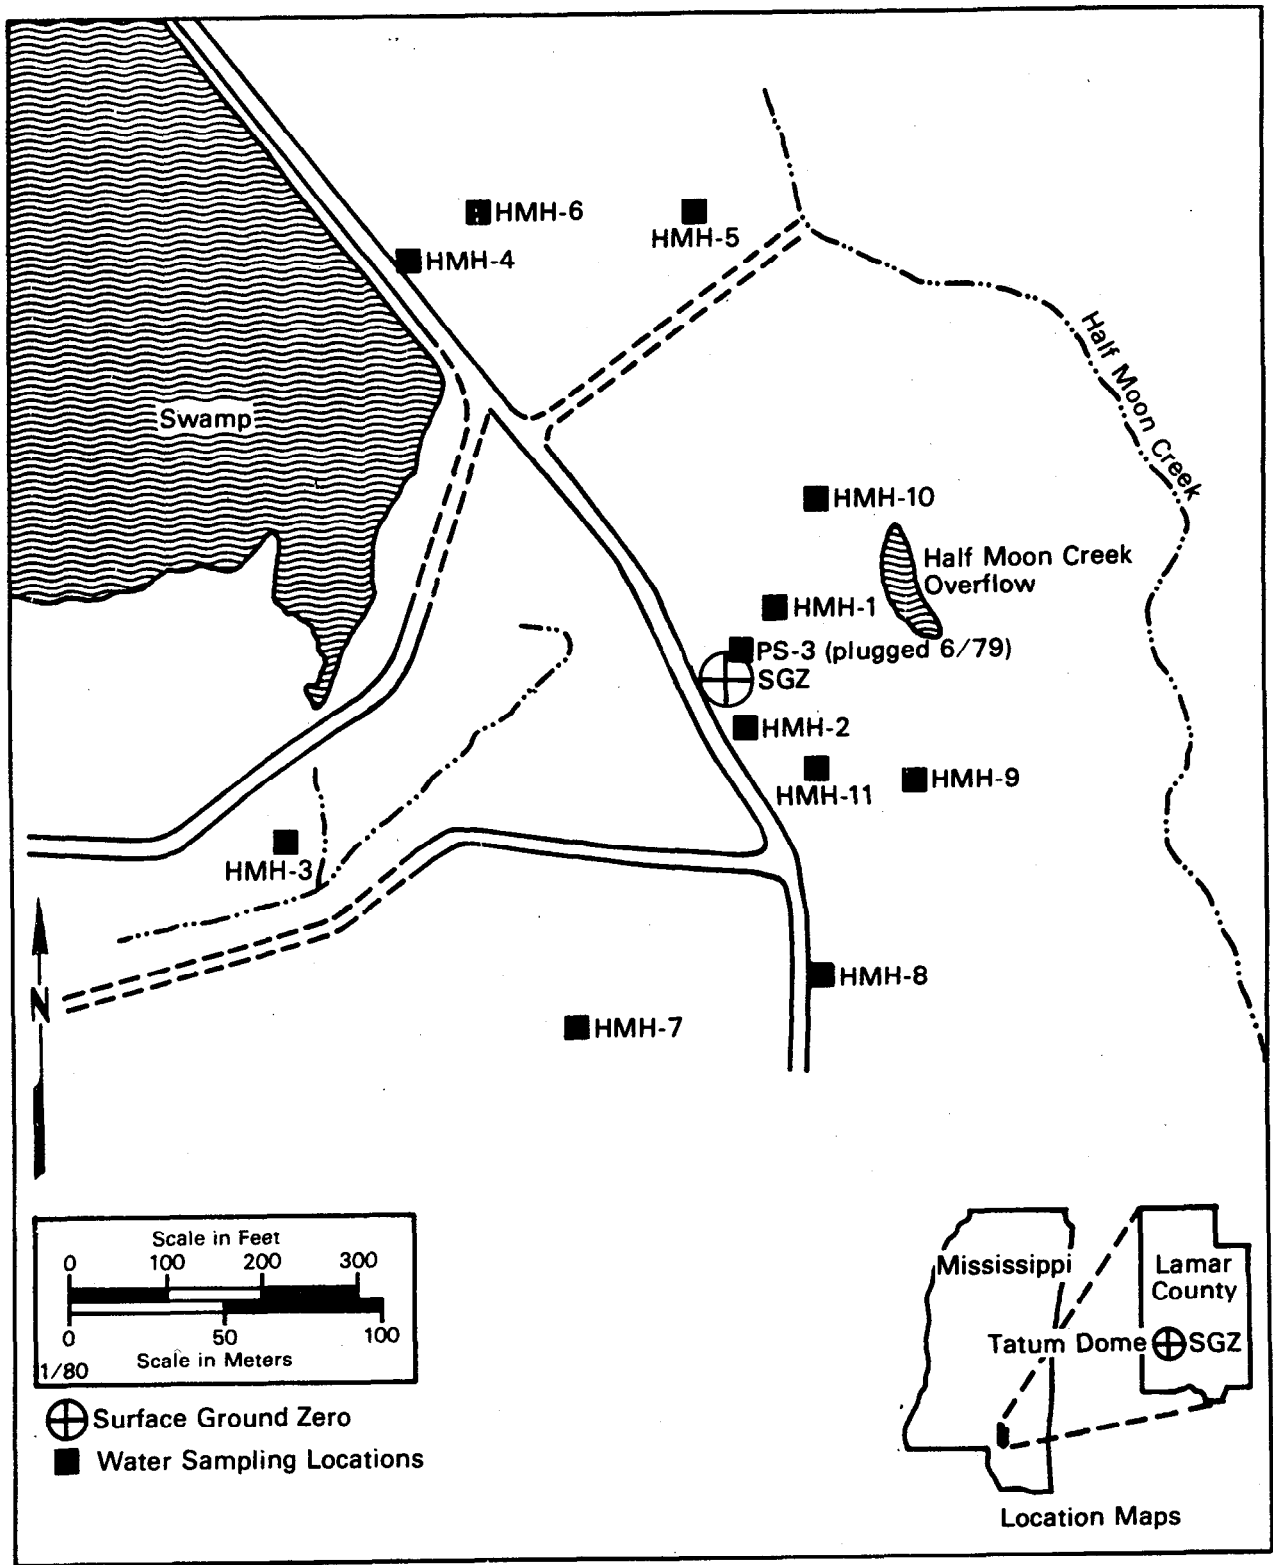 HMH-6
HMH-5
HMH-4
Half Moon Creek
Swamp
HMH-10
Half Moon Creek
Overflow
HMH-1
PS-3 (plugged 6/79)
SGZ
HMH-2
HMH-11
HMH-9
HMH-3
N
HMH-8
HMH-7
Scale in Feet
0 100 200 300
0 50 100
Scale in Meters
1/80
Surface Ground Zero
Water Sampling Locations
Mississippi
Lamar
County
Tatum Dome
SGZ
Location Maps